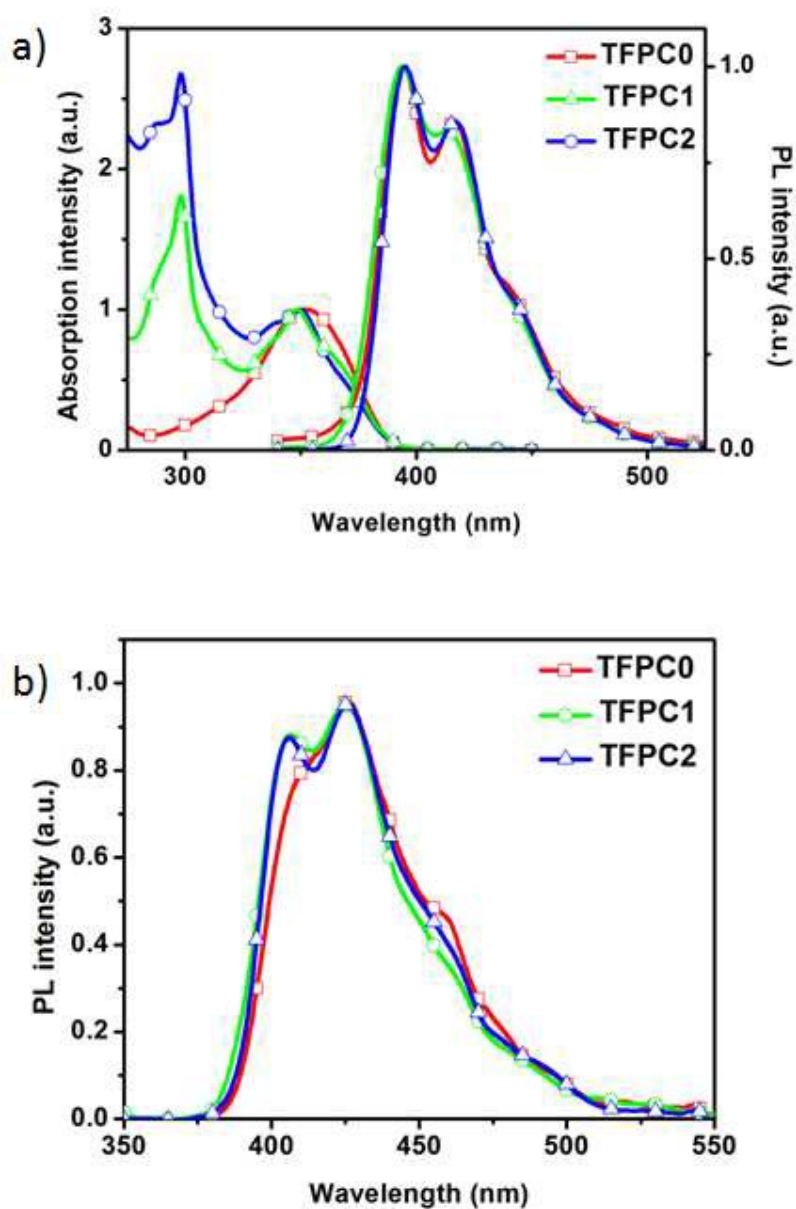 a)
TFPC0
TFPC1
TFPC2
Absorption intensity (a.u.)
3
2
1
0
PL intensity (a.u.)
1.0
0.5
0.0
300
400
500
Wavelength (nm)
b)
TFPC0
TFPC1
TFPC2
PL intensity (a.u.)
1.0
0.8
0.6
0.4
0.2
0.0
350
400
450
500
550
Wavelength (nm)